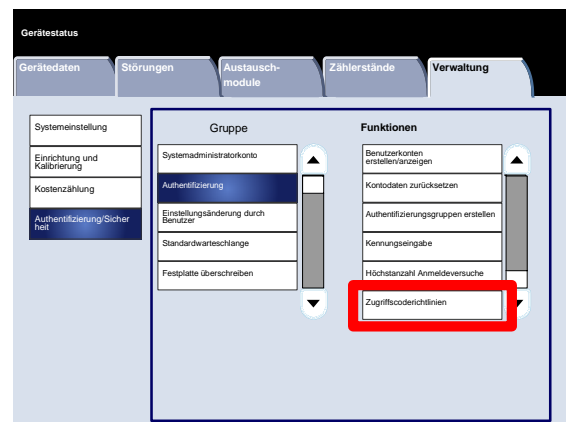 Gerätestatus
Gerätedaten
Störungen
Austausch-
module
Zählerstände
Verwaltung
Systemeinstellung
Einrichtung und
Kalibrierung
Kostenzählung
Authentifizierung/Sicher
heit
Gruppe
Systemadministratorkonto
Authentifizierung
Einstellungsänderung durch
Benutzer
Standardwarteschlange
Festplatte überschreiben
Funktionen
Benutzerkonten
erstellen/anzeigen
Kontodaten zurücksetzen
Authentifizierungsgruppen erstellen
Kennungseingabe
Höchstanzahl Anmeldeversuche
Zugriffscoderichtlinien